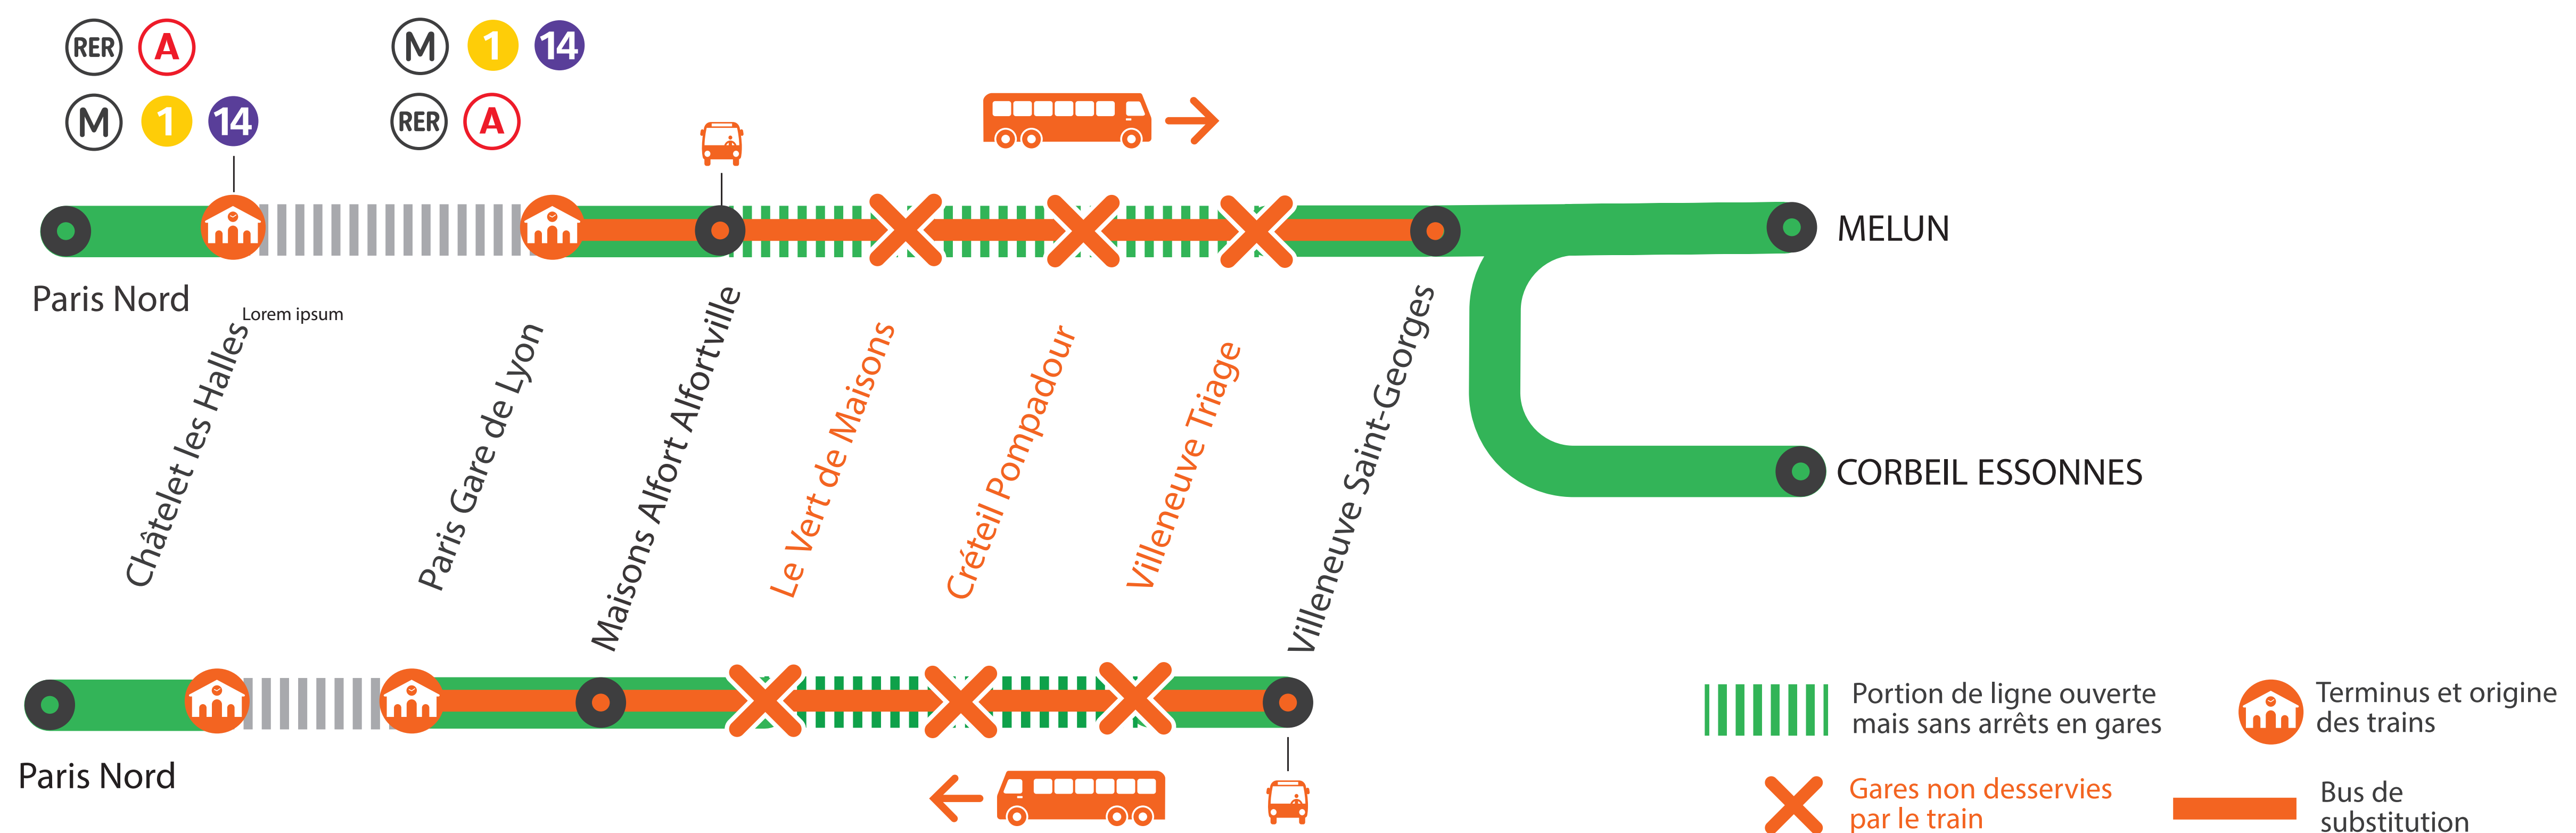 RER A
M 1 14
M 1 14
RER A
MELUN
Paris Nord
Lorem ipsum
Châtelet les Halles
Paris Gare de Lyon
Maisons Alfort Alfortville
Le Vert de Maisons
Créteil Pompadour
Villeneuve Triage
Villeneuve Saint-Georges
CORBEIL ESSONNES
Paris Nord
Portion de ligne ouverte
mais sans arrêts en gares
Terminus et origine
des trains
Gares non desservies
par le train
Bus de
substitution